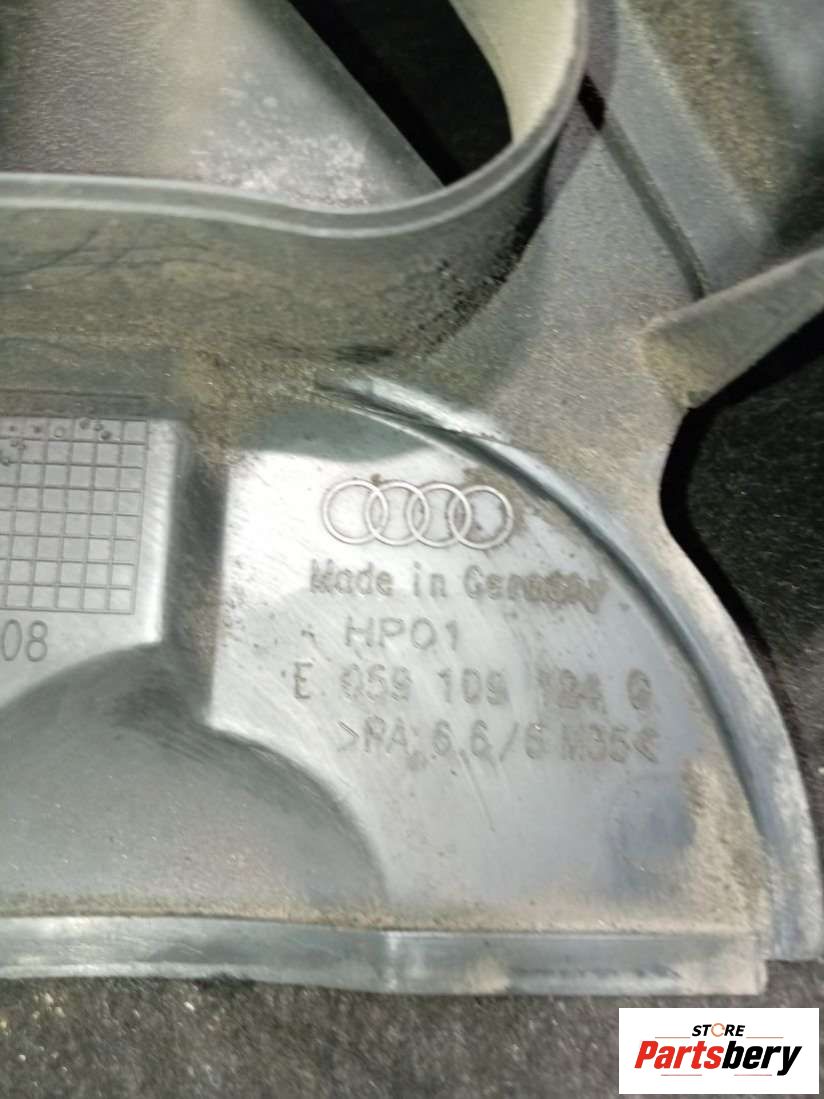 Made in Germany
HP01
08
E 059 109 124 G
>PA 6.6/6 M35<
STORE
Partsbery